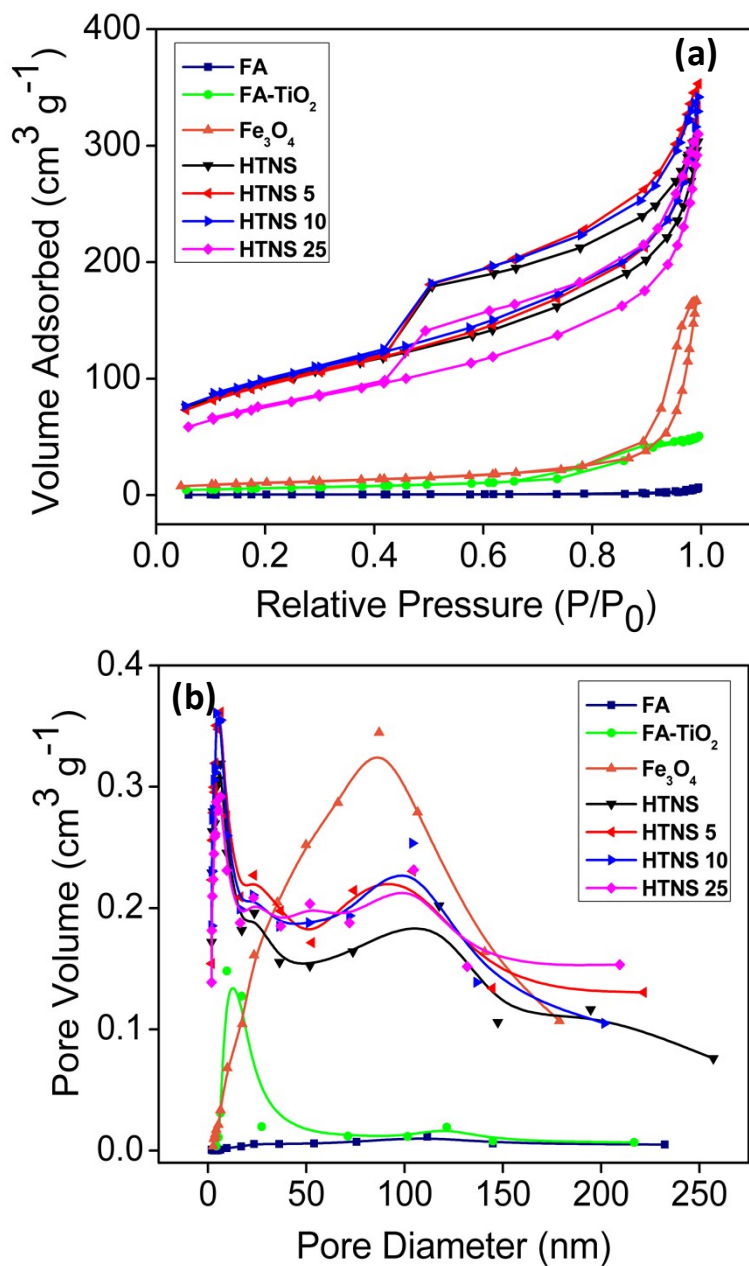 (a)
400
300
200
100
0
Volume Adsorbed (cm³ g⁻¹)
FA
FA-TiO₂
Fe₃O₄
HTNS
HTNS 5
HTNS 10
HTNS 25
0.0 0.2 0.4 0.6 0.8 1.0
Relative Pressure (P/P₀)
(b)
0.4
0.3
0.2
0.1
0.0
Pore Volume (cm³ g⁻¹)
FA
FA-TiO₂
Fe₃O₄
HTNS
HTNS 5
HTNS 10
HTNS 25
0 50 100 150 200 250
Pore Diameter (nm)